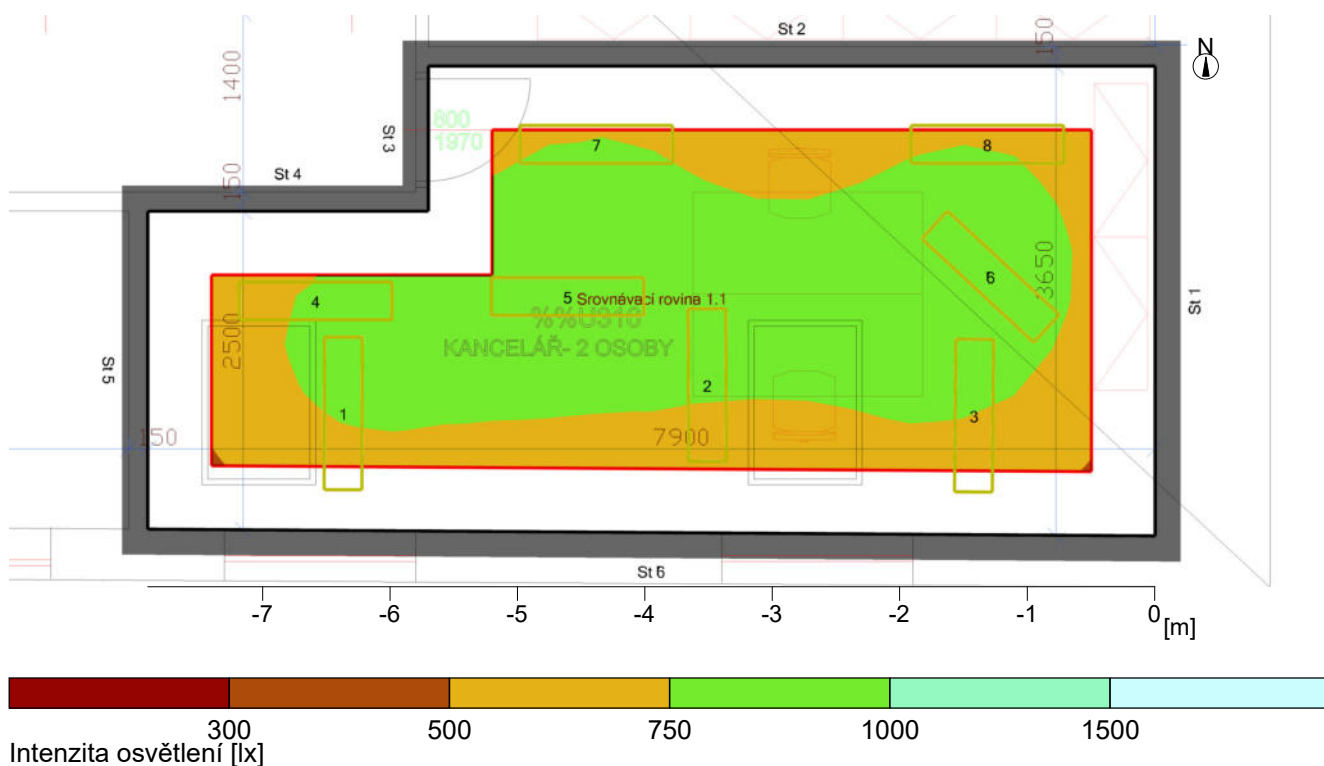 St 2
N
150
1400
St 3
800
1970
7
8
St 4
150
6
3650
St 1
4
5 Srovnávací rovina 1.1
%%U318
KANCELÁŘ- 2 OSOBY
2500
St 5
2
1
3
150
7900
St 6
-7 -6 -5 -4 -3 -2 -1 0 [m]
300 500 750 1000 1500
Intenzita osvětlení [lx]